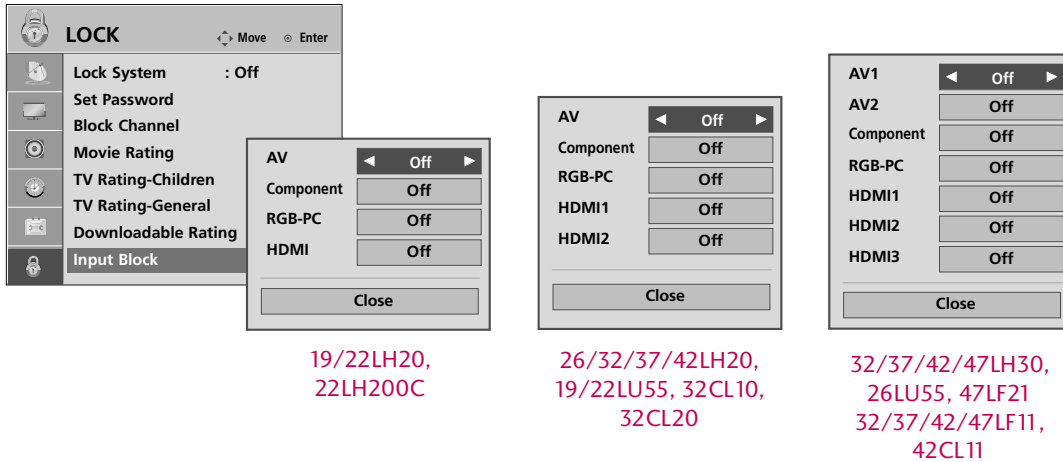 LOCK
Move
Enter
Lock System : Off
Set Password
Block Channel
Movie Rating
TV Rating-Children
TV Rating-General
Downloadable Rating
Input Block
AV ◀ Off ▶
Component Off
RGB-PC Off
HDMI Off
Close
19/22LH20,
22LH200C
AV ◀ Off ▶
Component Off
RGB-PC Off
HDMI1 Off
HDMI2 Off
Close
26/32/37/42LH20,
19/22LU55, 32CL10,
32CL20
AV1 ◀ Off ▶
AV2 Off
Component Off
RGB-PC Off
HDMI1 Off
HDMI2 Off
HDMI3 Off
Close
32/37/42/47LH30,
26LU55, 47LF21
32/37/42/47LF11,
42CL11